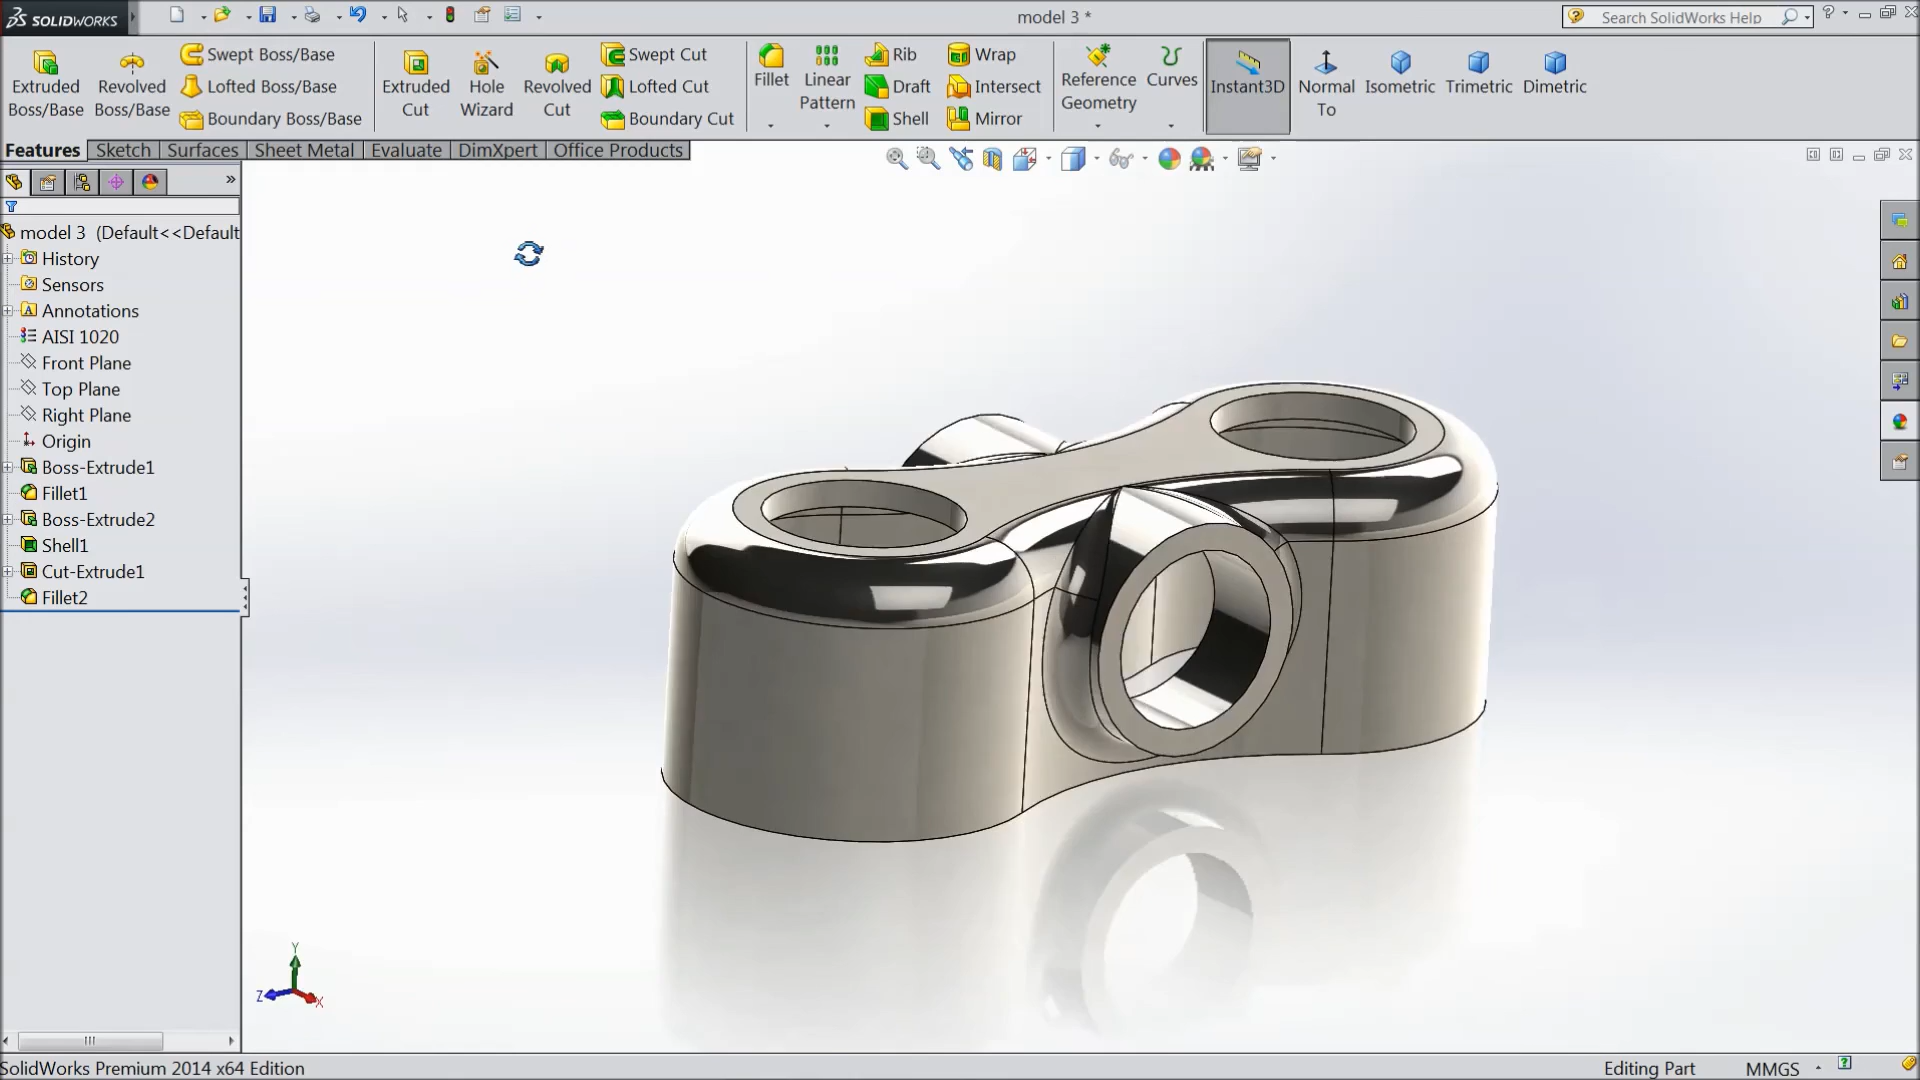 SOLIDWORKS
model 3 *
Search SolidWorks Help
Extruded Boss/Base
Revolved Boss/Base
Swept Boss/Base
Lofted Boss/Base
Boundary Boss/Base
Extruded Cut
Hole Wizard
Revolved Cut
Swept Cut
Lofted Cut
Boundary Cut
Fillet
Linear Pattern
Rib
Draft
Shell
Wrap
Intersect
Mirror
Reference Geometry
Curves
Instant3D
Normal To
Isometric
Trimetric
Dimetric
Features
Sketch
Surfaces
Sheet Metal
Evaluate
DimXpert
Office Products
model 3 (Default<<Default
History
Sensors
Annotations
AISI 1020
Front Plane
Top Plane
Right Plane
Origin
Boss-Extrude1
Fillet1
Boss-Extrude2
Shell1
Cut-Extrude1
Fillet2
Y
Z
X
SolidWorks Premium 2014 x64 Edition
Editing Part
MMGS